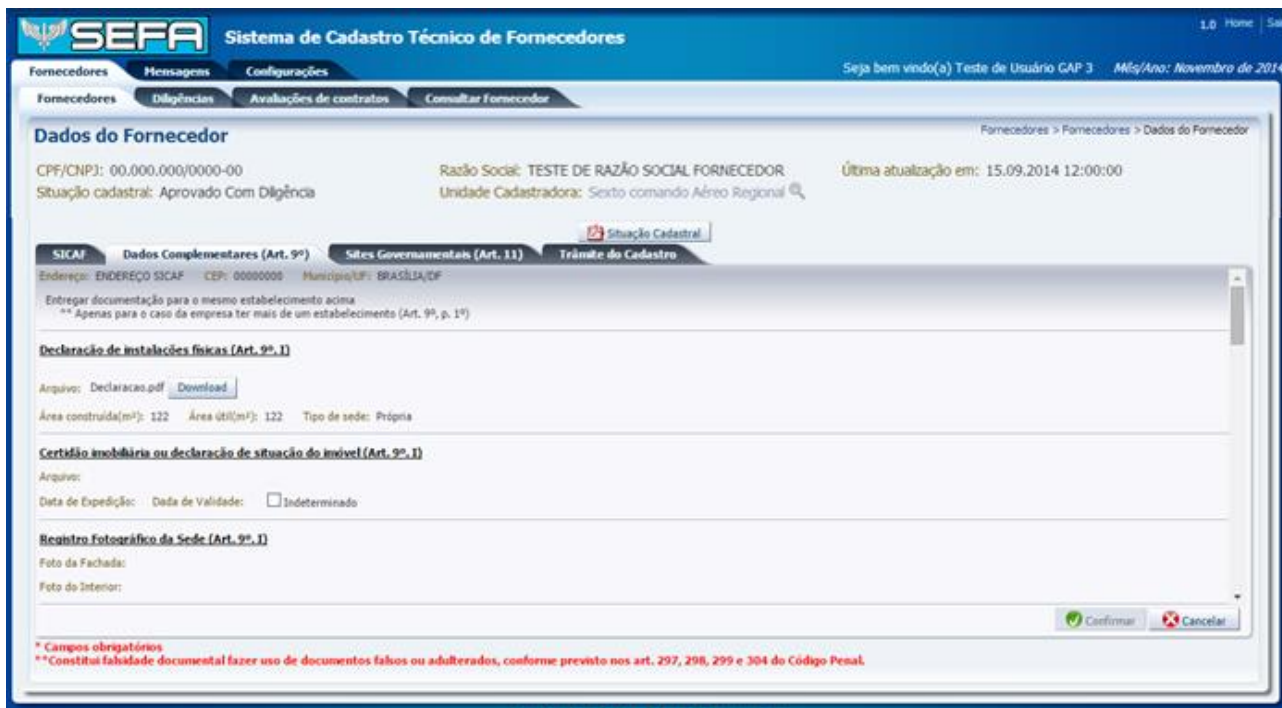 1.0 Home Sai
SEFA Sistema de Cadastro Técnico de Fornecedores
Fornecedores Mensagens Configurações Seja bem vindo(a) Teste de Usuário GAP 3 Mês/Ano: Novembro de 2014
Fornecedores Diligências Avaliações de contratos Consultar Fornecedor
Dados do Fornecedor Fornecedores > Fornecedores > Dados do Fornecedor
CPF/CNPJ: 00.000.000/0000-00 Razão Social: TESTE DE RAZÃO SOCIAL FORNECEDOR Última atualização em: 15.09.2014 12:00:00
Situação cadastral: Aprovado Com Diligência Unidade Cadastradora: Sexto comando Aéreo Regional
Situação Cadastral
SICAF Dados Complementares (Art. 9º) Sites Governamentais (Art. 11) Trâmite do Cadastro
Endereço: ENDEREÇO SICAF CEP: 00000000 Município/UF: BRASÍLIA/DF
Entregar documentação para o mesmo estabelecimento acima
** Apenas para o caso da empresa ter mais de um estabelecimento (Art. 9º, p. 1º)
Declaração de instalações físicas (Art. 9º, I)
Arquivo: Declaracao.pdf Download
Área construída(m²): 122 Área útil(m²): 122 Tipo de sede: Própria
Certidão imobiliária ou declaração de situação do imóvel (Art. 9º, I)
Arquivo:
Data de Expedição: Dada de Validade: Indeterminado
Registro Fotográfico da Sede (Art. 9º, I)
Foto da Fachada:
Foto do Interior:
Confirmar Cancelar
* Campos obrigatórios
**Constitui falsidade documental fazer uso de documentos falsos ou adulterados, conforme previsto nos art. 297, 298, 299 e 304 do Código Penal.